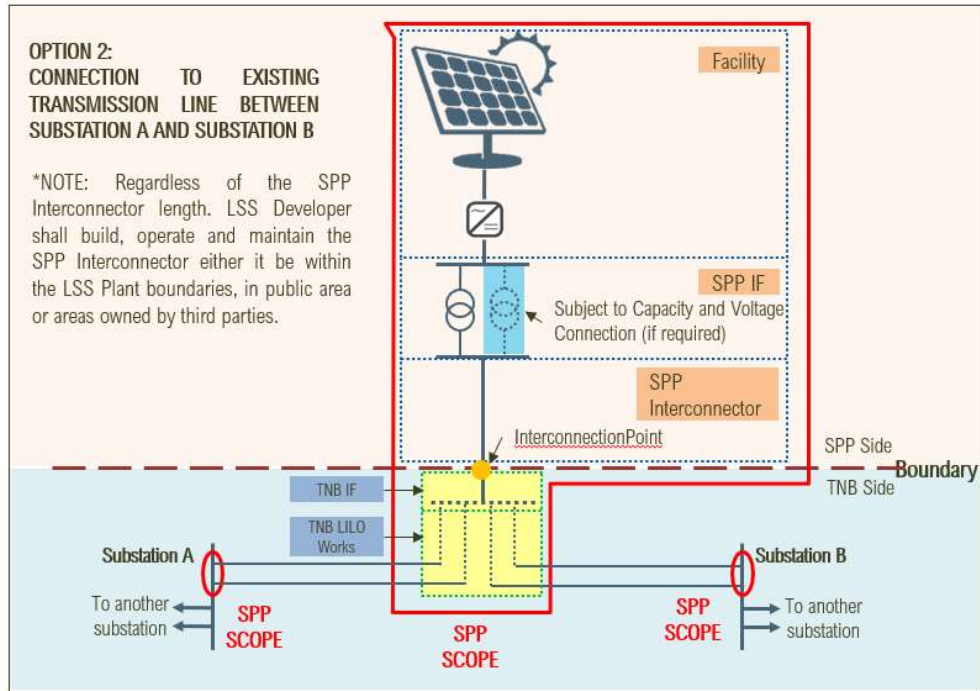 OPTION 2:
CONNECTION TO EXISTING
TRANSMISSION LINE BETWEEN
SUBSTATION A AND SUBSTATION B
*NOTE: Regardless of the SPP
Interconnector length. LSS Developer
shall build, operate and maintain the
SPP Interconnector either it be within
the LSS Plant boundaries, in public area
or areas owned by third parties.
Facility
SPP IF
Subject to Capacity and Voltage
Connection (if required)
SPP
Interconnector
InterconnectionPoint
SPP Side
Boundary
TNB Side
TNB IF
TNB LILO
Works
Substation A
Substation B
To another
substation
SPP
SCOPE
SPP
SCOPE
SPP
SCOPE
To another
substation